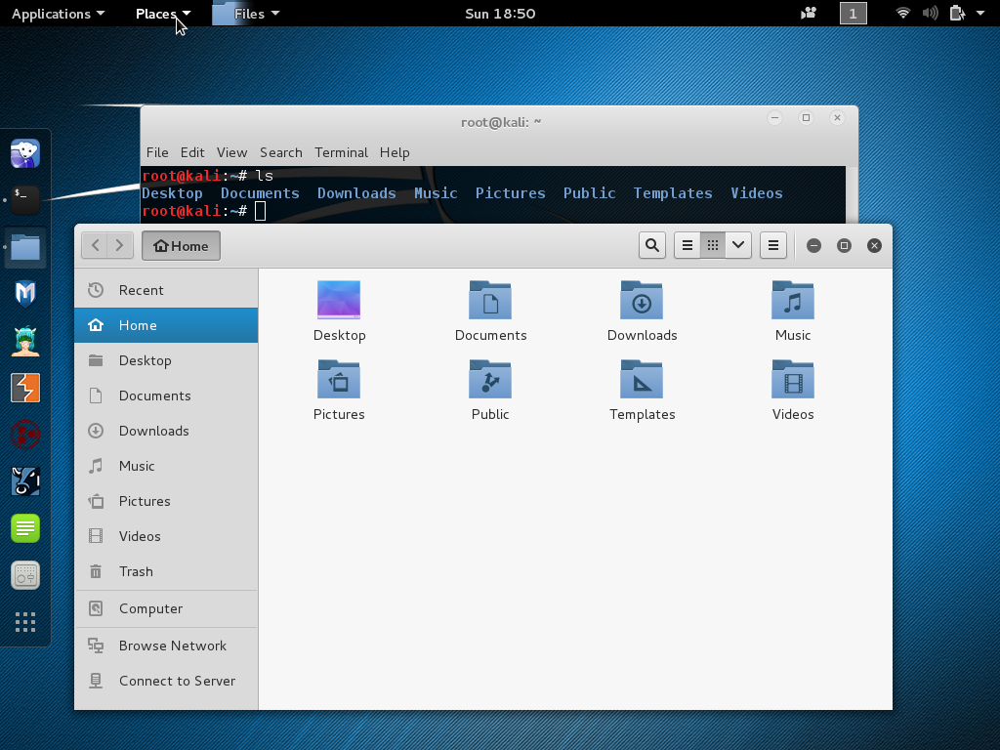 Applications Places Files Sun 18:50 1
root@kali: ~
File Edit View Search Terminal Help
root@kali:~# ls
Desktop Documents Downloads Music Pictures Public Templates Videos
root@kali:~#
$_
Home
Recent
Home
Desktop
Documents
Downloads
Music
Pictures
Videos
Trash
Computer
Browse Network
Connect to Server
Desktop Documents Downloads Music
Pictures Public Templates Videos